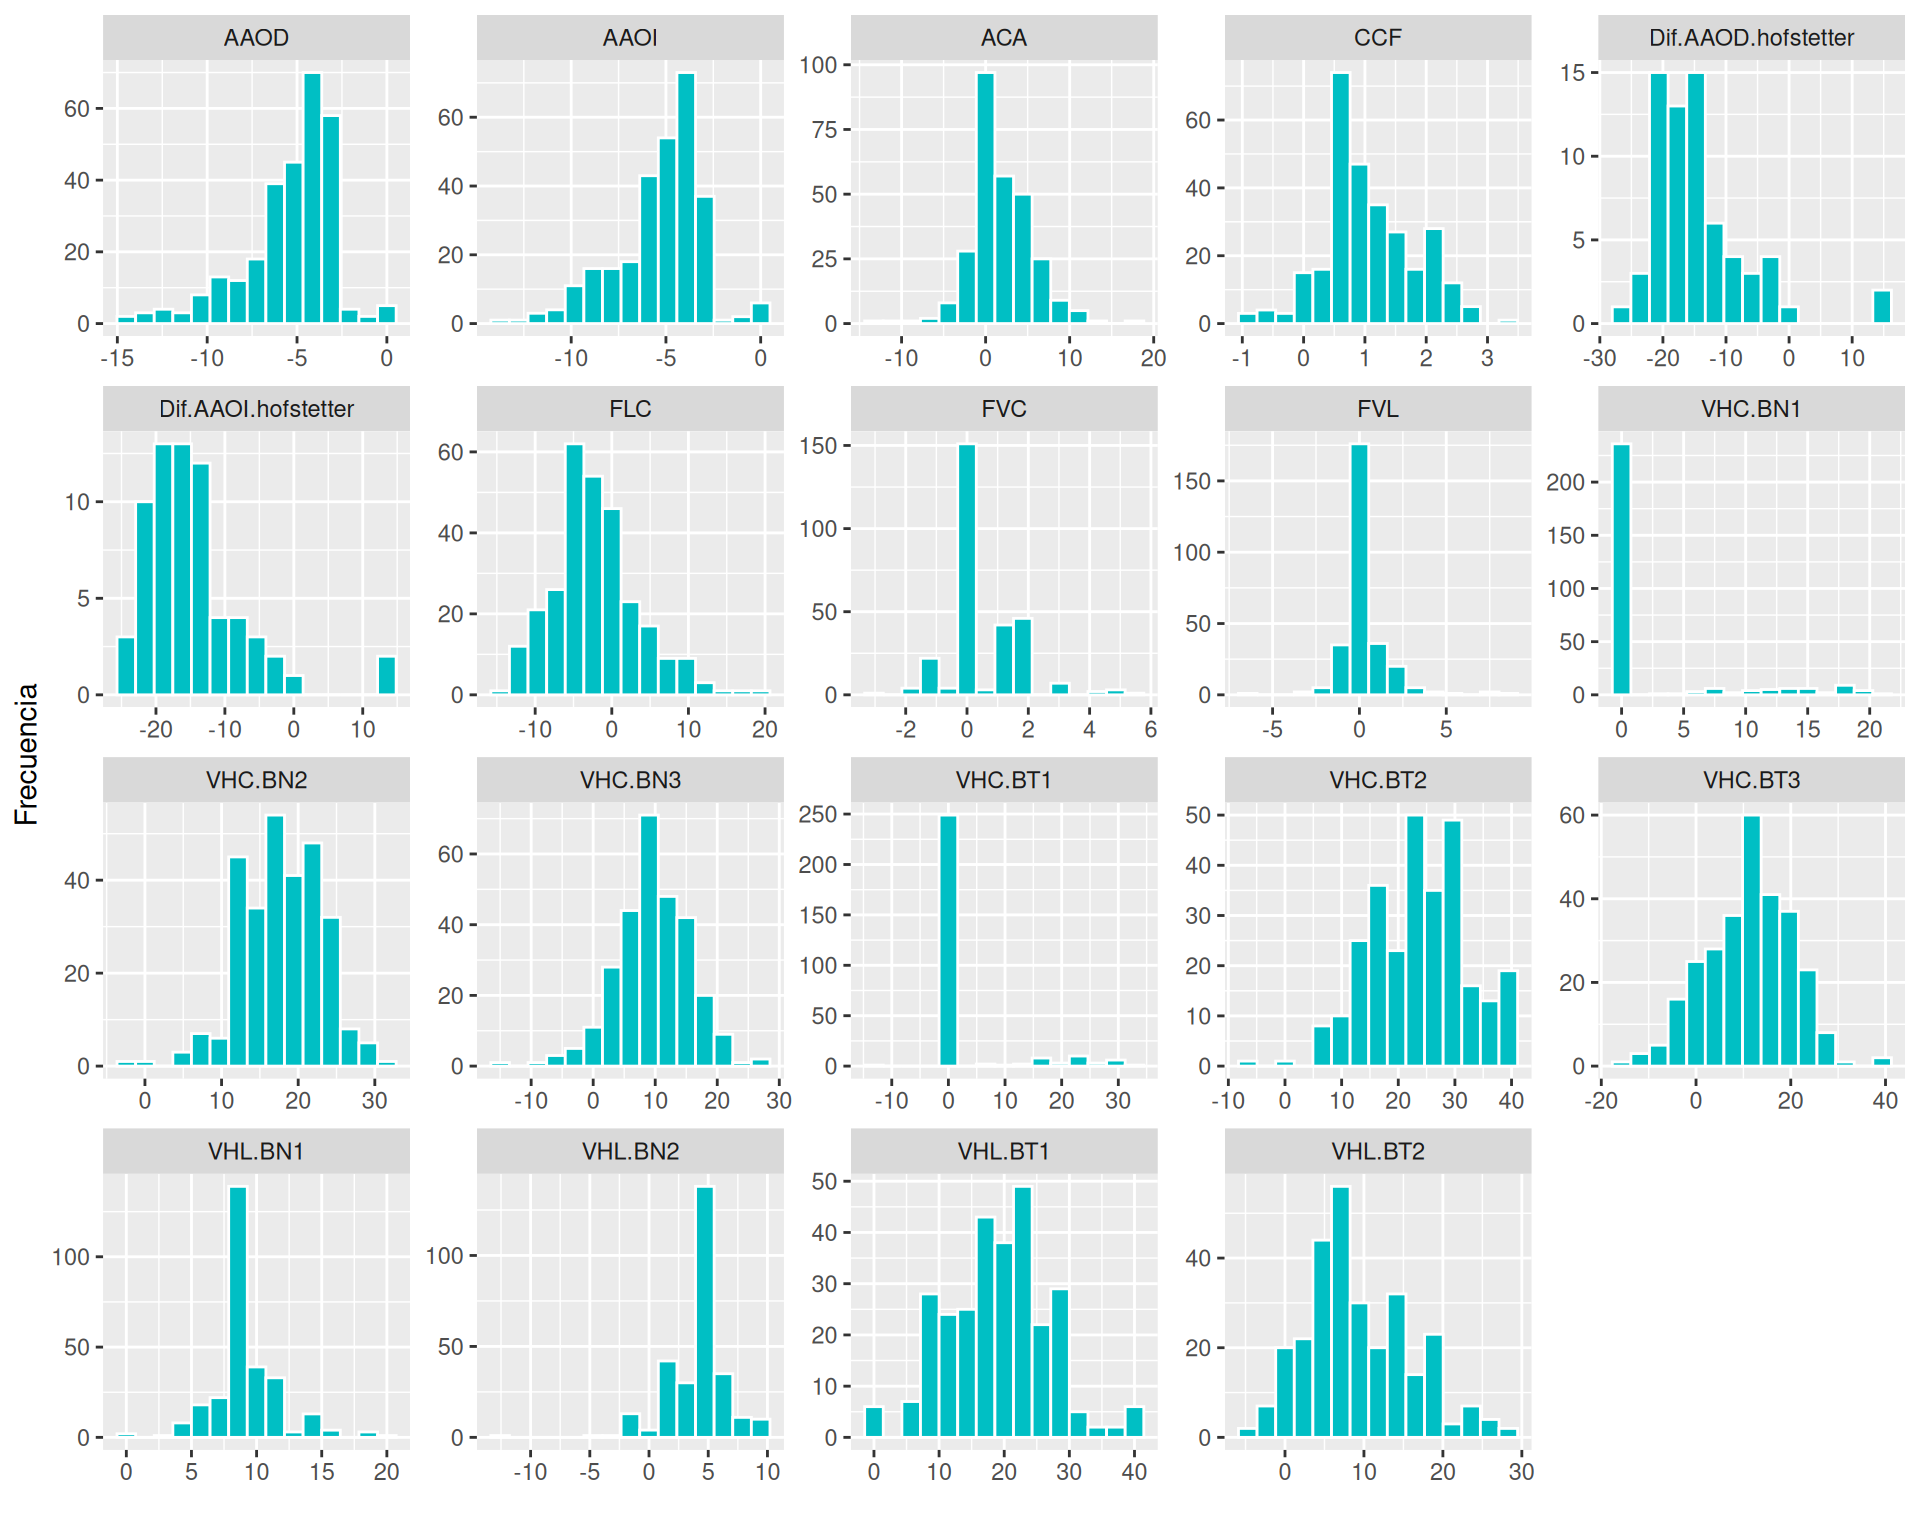 Frecuencia
AAOD AAOI ACA CCF Dif.AAOD.hofstetter
60 40 20 0
-15 -10 -5 0
60 40 20 0
-10 -5 0
100 75 50 25 0
-10 0 10 20
60 40 20 0
-1 0 1 2 3
15 10 5 0
-30 -20 -10 0 10
Dif.AAOI.hofstetter FLC FVC FVL VHC.BN1
10 5 0
-20 -10 0 10
60 40 20 0
-10 0 10 20
150 100 50 0
-2 0 2 4 6
150 100 50 0
-5 0 5
200 150 100 50 0
0 5 10 15 20
VHC.BN2 VHC.BN3 VHC.BT1 VHC.BT2 VHC.BT3
40 20 0
0 10 20 30
60 40 20 0
-10 0 10 20 30
250 200 150 100 50 0
-10 0 10 20 30
50 40 30 20 10 0
-10 0 10 20 30 40
60 40 20 0
-20 0 20 40
VHL.BN1 VHL.BN2 VHL.BT1 VHL.BT2
100 50 0
0 5 10 15 20
100 50 0
-10 -5 0 5 10
50 40 30 20 10 0
0 10 20 30 40
40 20 0
0 10 20 30